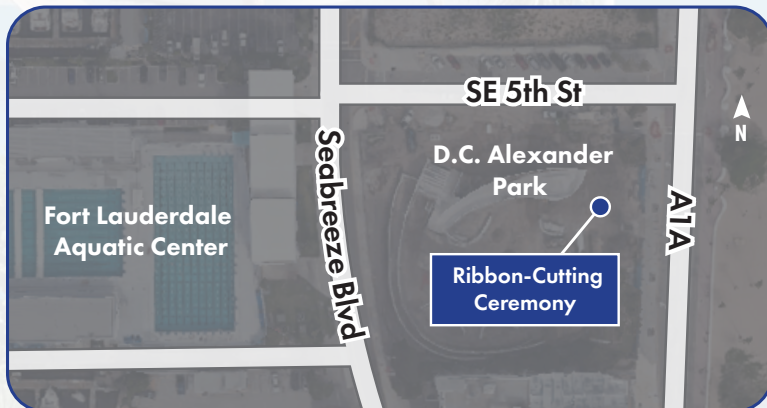 SE 5th St
N
D.C. Alexander
Park
Seabreeze Blvd
A1A
Fort Lauderdale
Aquatic Center
Ribbon-Cutting
Ceremony